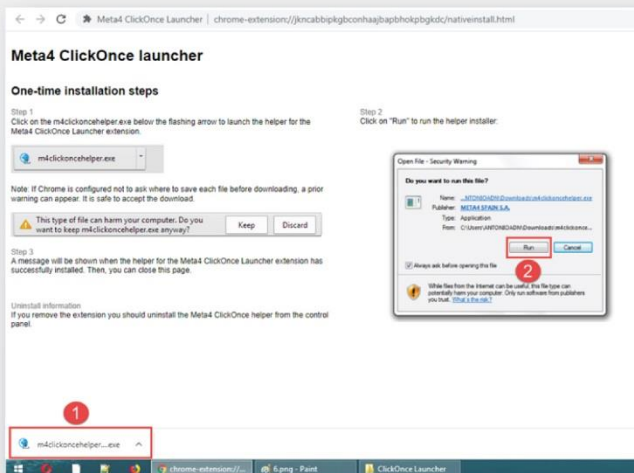 Meta4 ClickOnce Launcher | chrome-extension://jkncabbipkgbconhaajbapbhokpbgkdc/nativeinstall.html
Meta4 ClickOnce launcher
One-time installation steps
Step 1
Click on the m4clickoncehelper.exe below the flashing arrow to launch the helper for the
Meta4 ClickOnce Launcher extension.
m4clickoncehelper.exe
Note: If Chrome is configured not to ask where to save each file before downloading, a prior
warning can appear. It is safe to accept the download.
This type of file can harm your computer. Do you
want to keep m4clickoncehelper.exe anyway?
Keep
Discard
Step 3
A message will be shown when the helper for the Meta4 ClickOnce Launcher extension has
successfully installed. Then, you can close this page.
Uninstall information
If you remove the extension you should uninstall the Meta4 ClickOnce helper from the control
panel.
Step 2
Click on "Run" to run the helper installer:
Open File - Security Warning
Do you want to run this file?
Name: ...NTONIOADM\Downloads\m4clickoncehelper.exe
Publisher: META4 SPAIN S.A.
Type: Application
From: C:\Users\ANTONIOADM\Downloads\m4clickonce...
Run
Cancel
2
Always ask before opening this file
While files from the Internet can be useful, this file type can
potentially harm your computer. Only run software from publishers
you trust. What's the risk?
1
m4clickoncehelper....exe
chrome-extension://...
6.png - Paint
ClickOnce Launcher